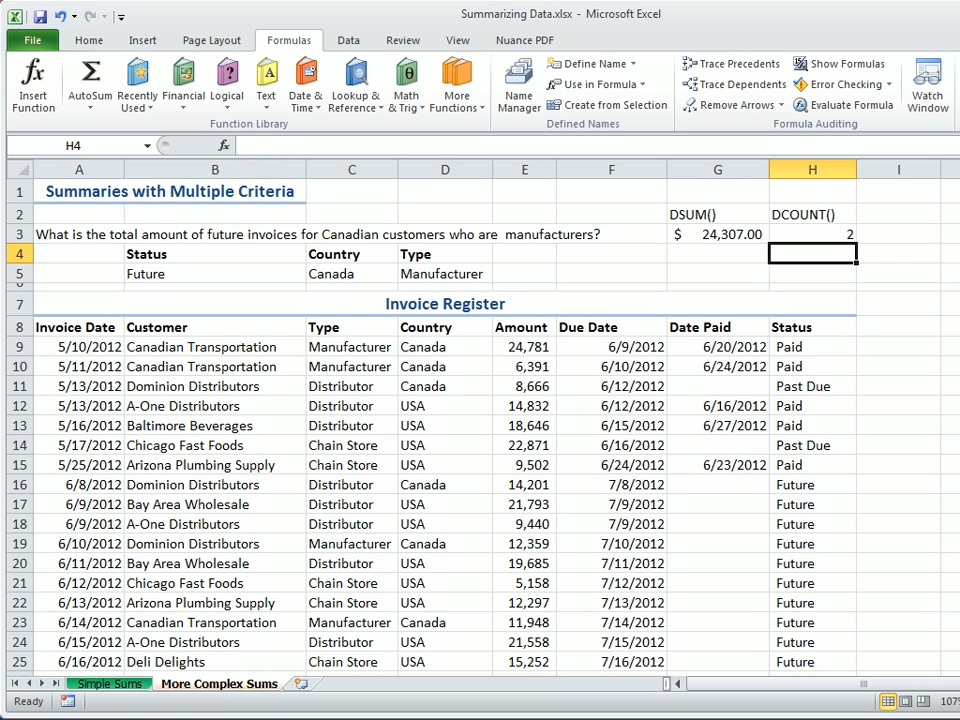 Summarizing Data.xlsx - Microsoft Excel
File Home Insert Page Layout Formulas Data Review View Nuance PDF
Insert Function AutoSum Recently Used Financial Logical Text Date & Time Lookup & Reference Math & Trig More Functions
Function Library
Name Manager Define Name Use in Formula Create from Selection
Defined Names
Trace Precedents Trace Dependents Remove Arrows Show Formulas Error Checking Evaluate Formula
Formula Auditing
Watch Window
H4 fx
A B C D E F G H I
1 Summaries with Multiple Criteria
2 DSUM() DCOUNT()
3 What is the total amount of future invoices for Canadian customers who are manufacturers? $ 24,307.00 2
4 Status Country Type
5 Future Canada Manufacturer
6
7 Invoice Register
8 Invoice Date Customer Type Country Amount Due Date Date Paid Status
9 5/10/2012 Canadian Transportation Manufacturer Canada 24,781 6/9/2012 6/20/2012 Paid
10 5/11/2012 Canadian Transportation Manufacturer Canada 6,391 6/10/2012 6/24/2012 Paid
11 5/13/2012 Dominion Distributors Distributor Canada 8,666 6/12/2012 Past Due
12 5/13/2012 A-One Distributors Distributor USA 14,832 6/12/2012 6/16/2012 Paid
13 5/16/2012 Baltimore Beverages Distributor USA 18,646 6/15/2012 6/27/2012 Paid
14 5/17/2012 Chicago Fast Foods Chain Store USA 22,871 6/16/2012 Past Due
15 5/25/2012 Arizona Plumbing Supply Chain Store USA 9,502 6/24/2012 6/23/2012 Paid
16 6/8/2012 Dominion Distributors Distributor Canada 14,201 7/8/2012 Future
17 6/9/2012 Bay Area Wholesale Distributor USA 21,793 7/9/2012 Future
18 6/9/2012 A-One Distributors Distributor USA 9,440 7/9/2012 Future
19 6/10/2012 Dominion Distributors Manufacturer Canada 12,359 7/10/2012 Future
20 6/11/2012 Bay Area Wholesale Distributor USA 19,685 7/11/2012 Future
21 6/12/2012 Chicago Fast Foods Chain Store USA 5,158 7/12/2012 Future
22 6/13/2012 Arizona Plumbing Supply Chain Store USA 12,297 7/13/2012 Future
23 6/14/2012 Canadian Transportation Manufacturer Canada 11,948 7/14/2012 Future
24 6/15/2012 A-One Distributors Distributor USA 21,558 7/15/2012 Future
25 6/16/2012 Deli Delights Chain Store USA 15,252 7/16/2012 Future
Simple Sums More Complex Sums
Ready 107%